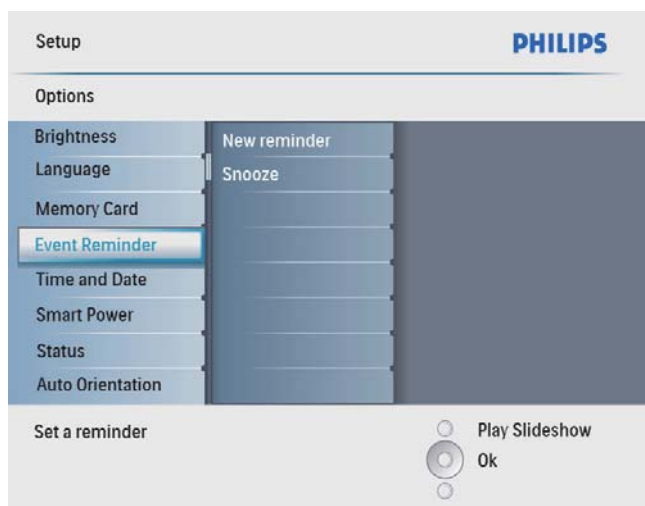 Setup
PHILIPS
Options
Brightness
Language
Memory Card
Event Reminder
Time and Date
Smart Power
Status
Auto Orientation
New reminder
Snooze
Set a reminder
Play Slideshow
Ok